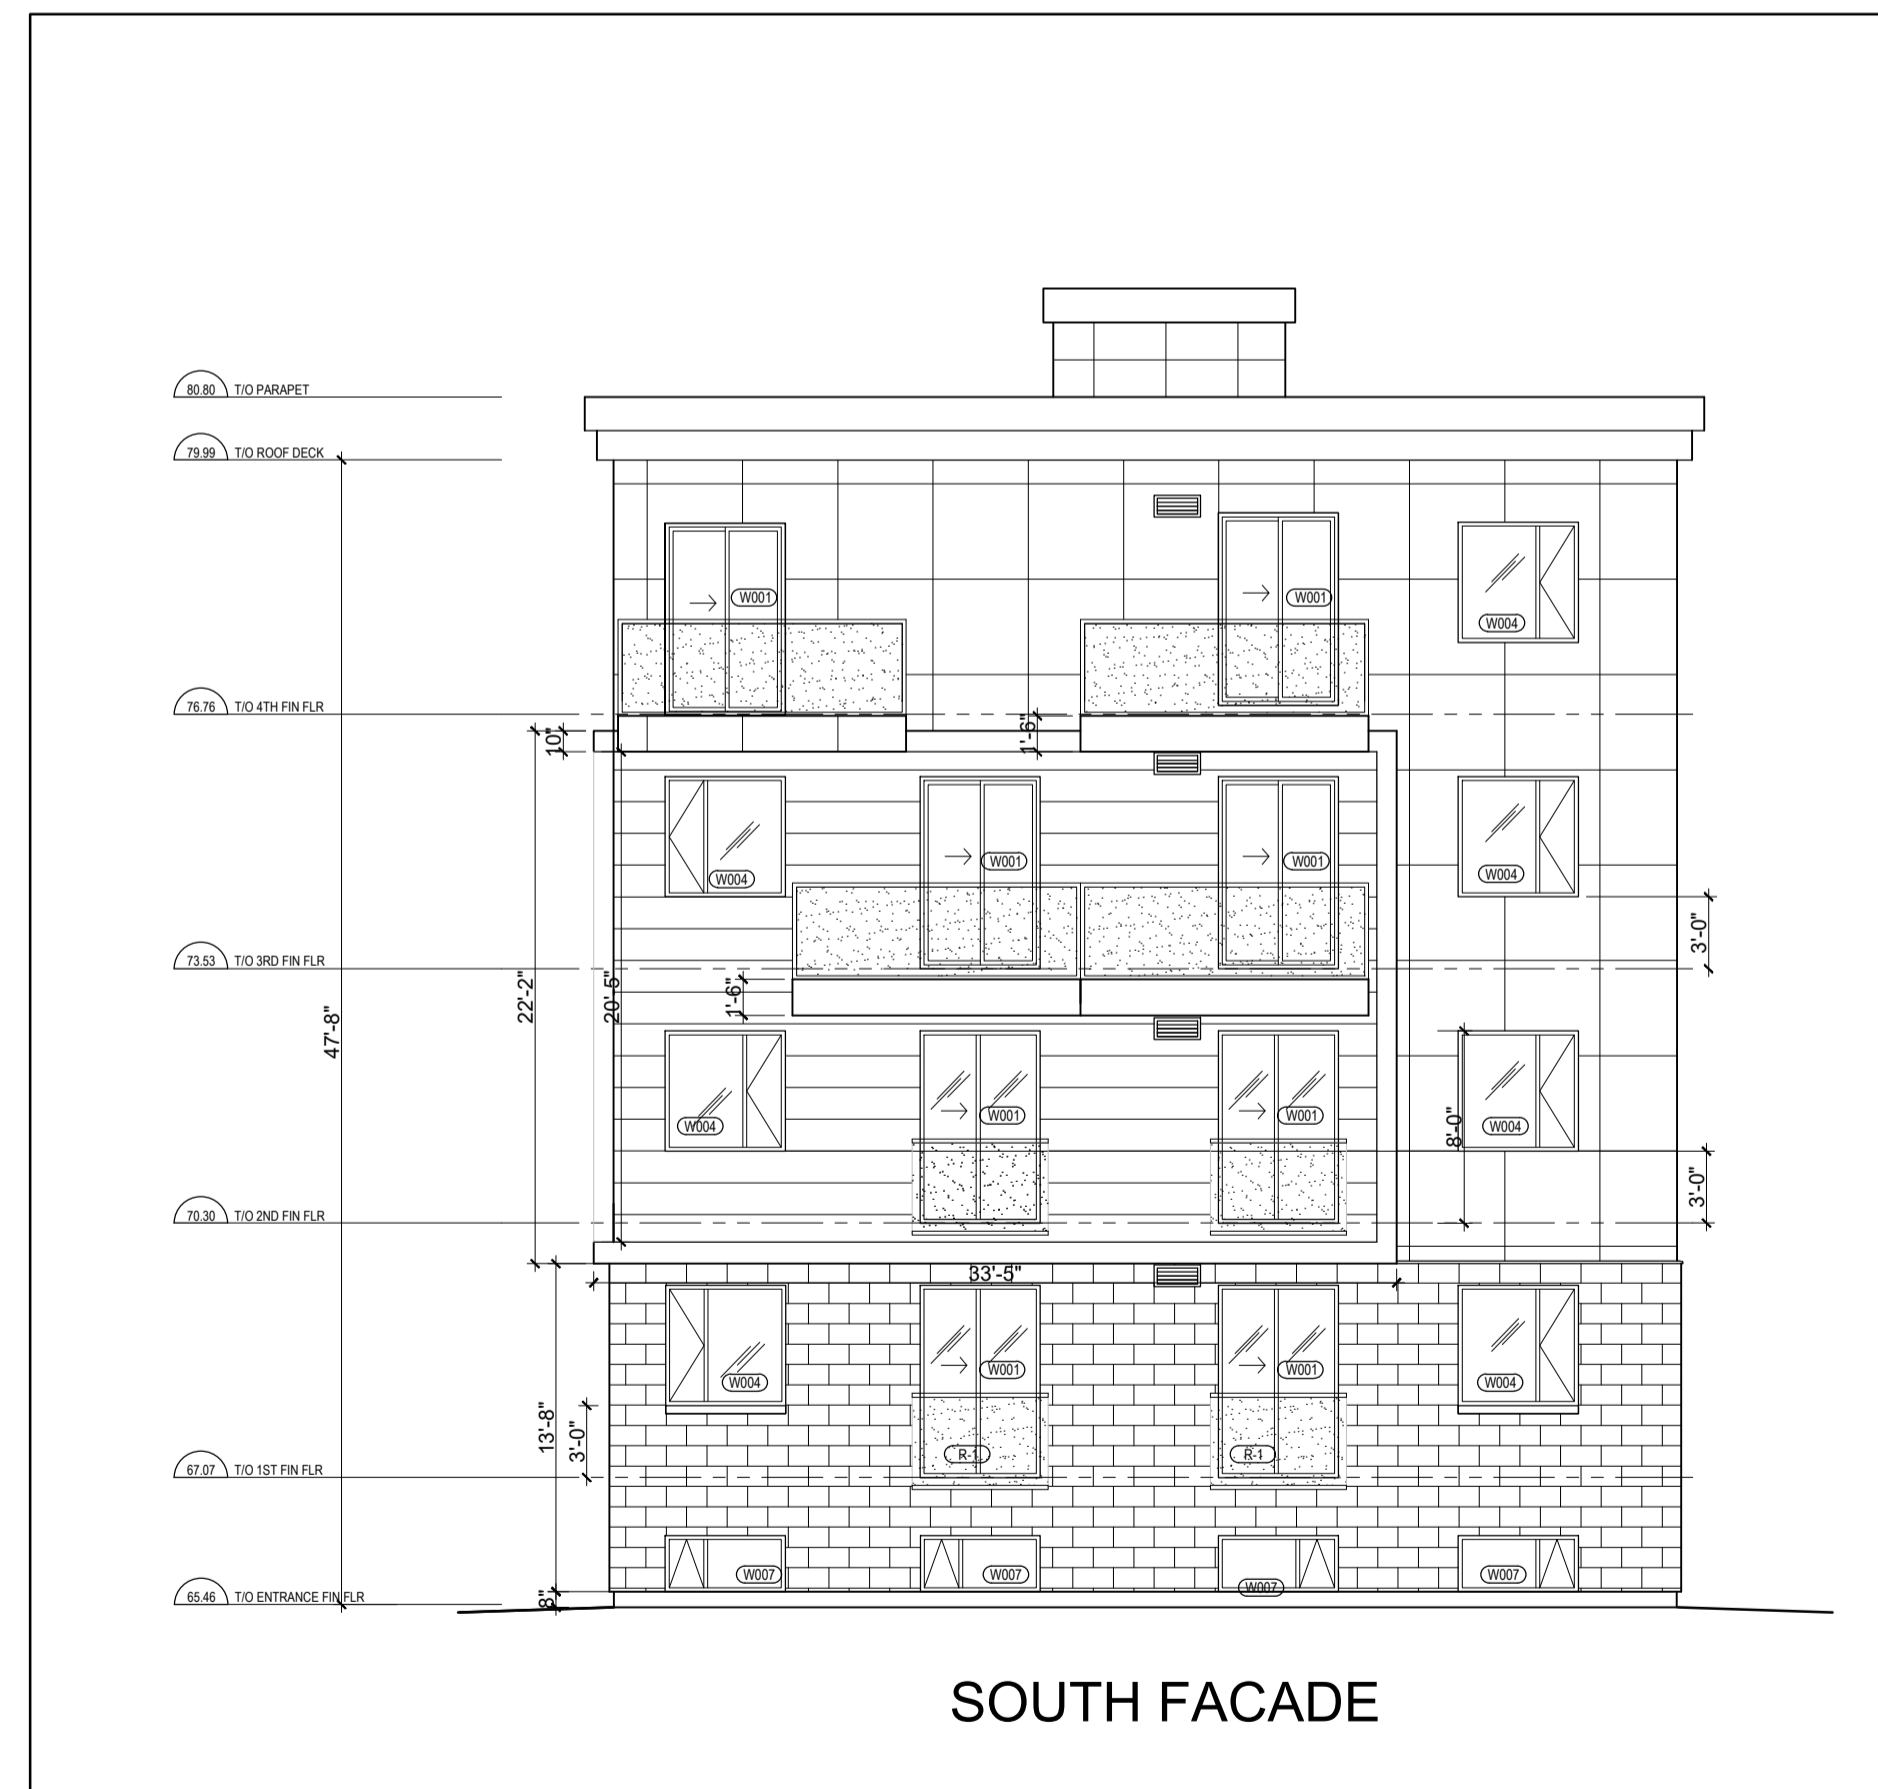 80.80 T/O PARAPET
79.99 T/O ROOF DECK
W001
W001
W004
76.76 T/O 4TH FIN FLR
10"
1'-6"
W004
W001
W001
W004
3'-0"
73.53 T/O 3RD FIN FLR
47'-8"
22'-2"
20'-5"
1'-6"
W004
W001
W001
W004
8'-0"
3'-0"
70.30 T/O 2ND FIN FLR
33'-5"
W004
W001
W001
W004
13'-8"
3'-0"
R-1
R-1
67.07 T/O 1ST FIN FLR
W007
W007
W007
W007
65.46 T/O ENTRANCE FIN FLR
8"
SOUTH FACADE